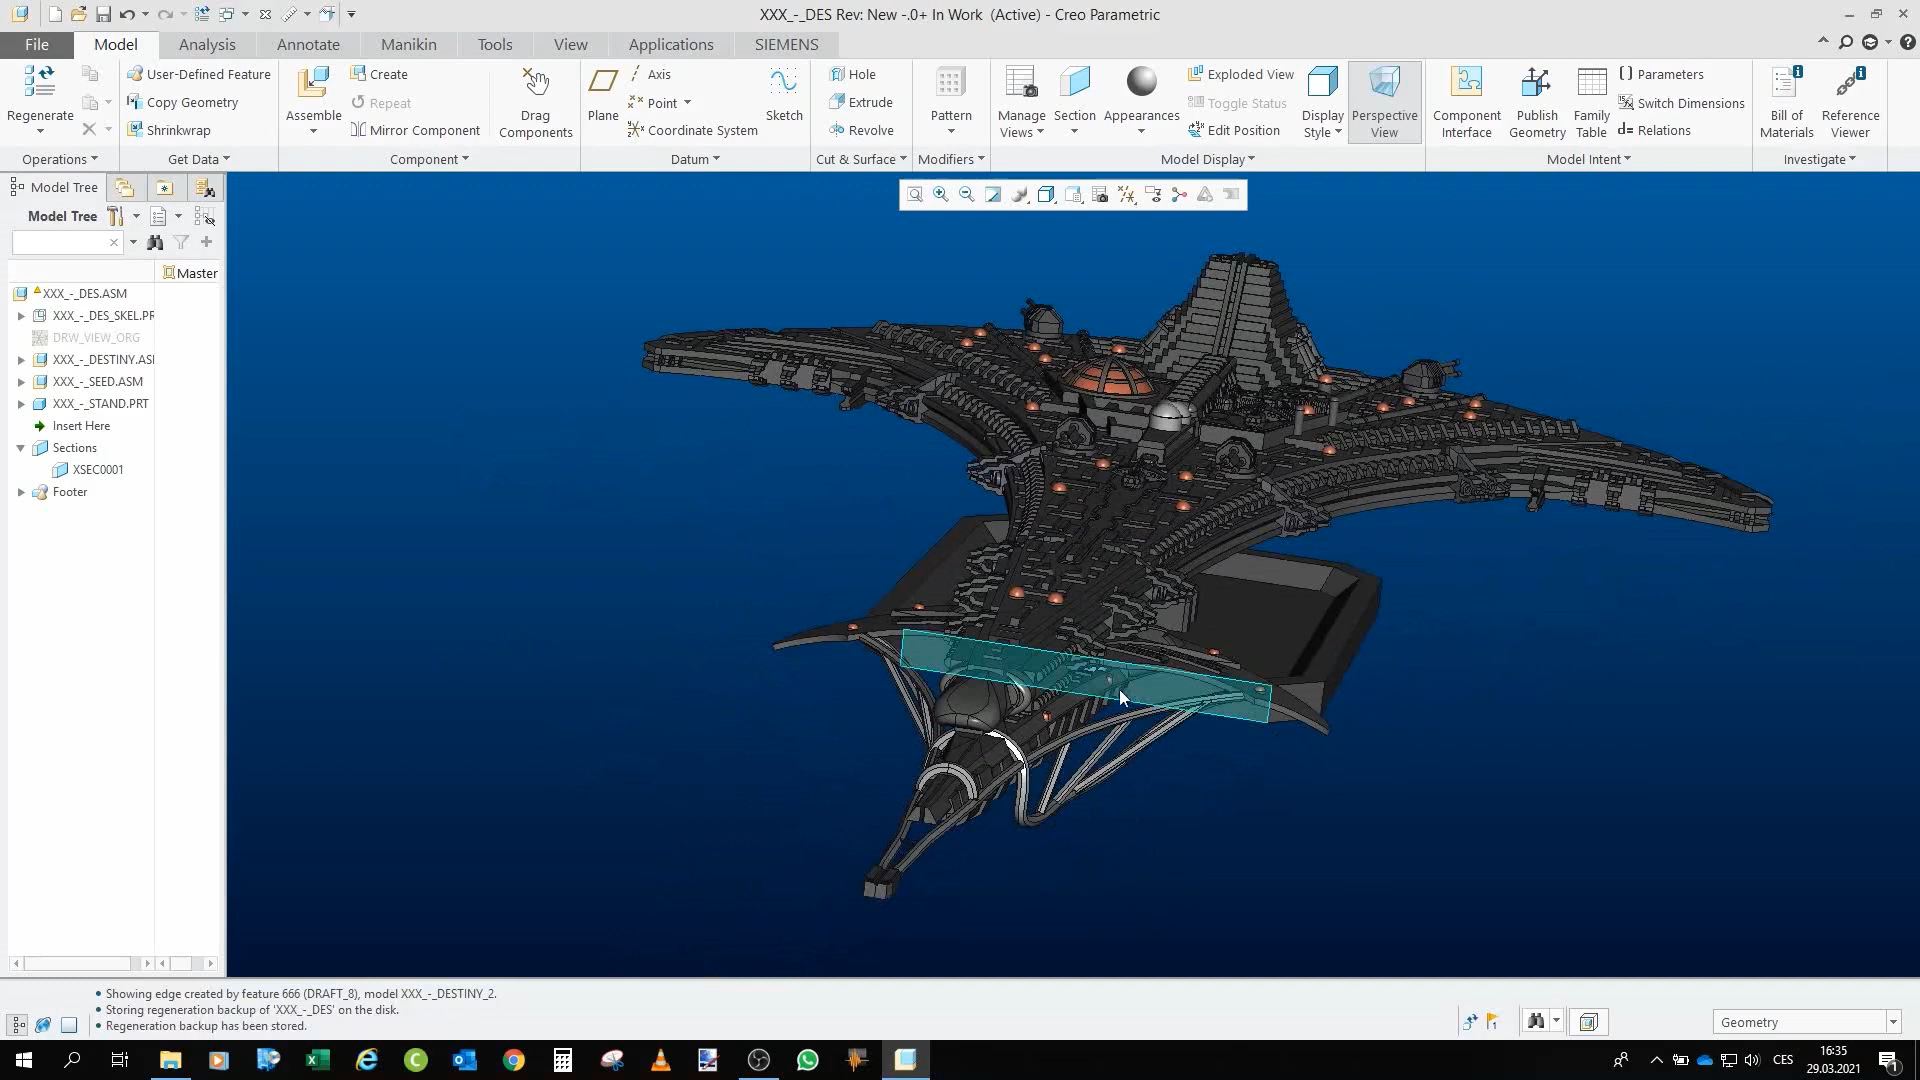 XXX_-_DES Rev: New -.0+ In Work (Active) - Creo Parametric
File Model Analysis Annotate Manikin Tools View Applications SIEMENS
Regenerate
Operations
User-Defined Feature
Copy Geometry
Shrinkwrap
Get Data
Assemble
Create
Repeat
Mirror Component
Drag
Components
Component
Plane
Axis
Point
Coordinate System
Sketch
Datum
Hole
Extrude
Revolve
Cut & Surface
Pattern
Modifiers
Manage
Views
Section
Appearances
Exploded View
Toggle Status
Edit Position
Display
Style
Perspective
View
Model Display
Component
Interface
Publish
Geometry
Family
Table
Parameters
Switch Dimensions
Relations
Model Intent
Bill of
Materials
Reference
Viewer
Investigate
Model Tree
Model Tree
Master
XXX_-_DES.ASM
XXX_-_DES_SKEL.PR
DRW_VIEW_ORG
XXX_-_DESTINY.ASM
XXX_-_SEED.ASM
XXX_-_STAND.PRT
Insert Here
Sections
XSEC0001
Footer
• Showing edge created by feature 666 (DRAFT_8), model XXX_-_DESTINY_2.
• Storing regeneration backup of 'XXX_-_DES' on the disk.
• Regeneration backup has been stored.
Geometry
CES
16:35
29.03.2021
1